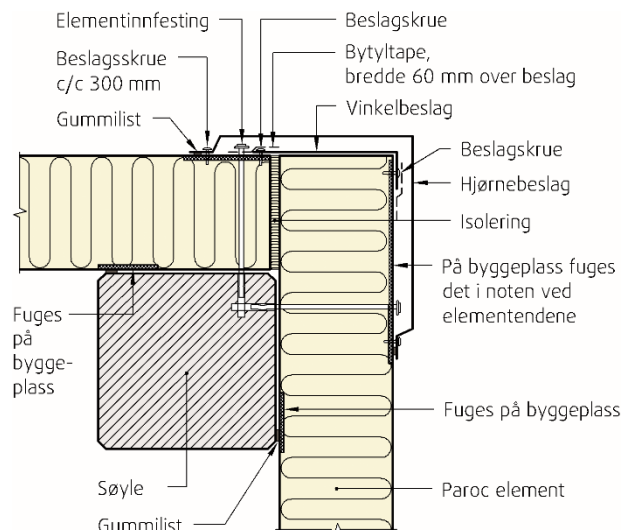 Elementinnfesting
Beslagsskrue
c/c 300 mm
Gummilist
Beslagskrue
Bytyltape,
bredde 60 mm over beslag
Vinkelbeslag
Beslagskrue
Hjørnebeslag
Isolering
På byggeplass fuges
det i noten ved
elementendene
Fuges
på
bygge-
plass
Fuges på byggeplass
Søyle
Paroc element
Gummilist